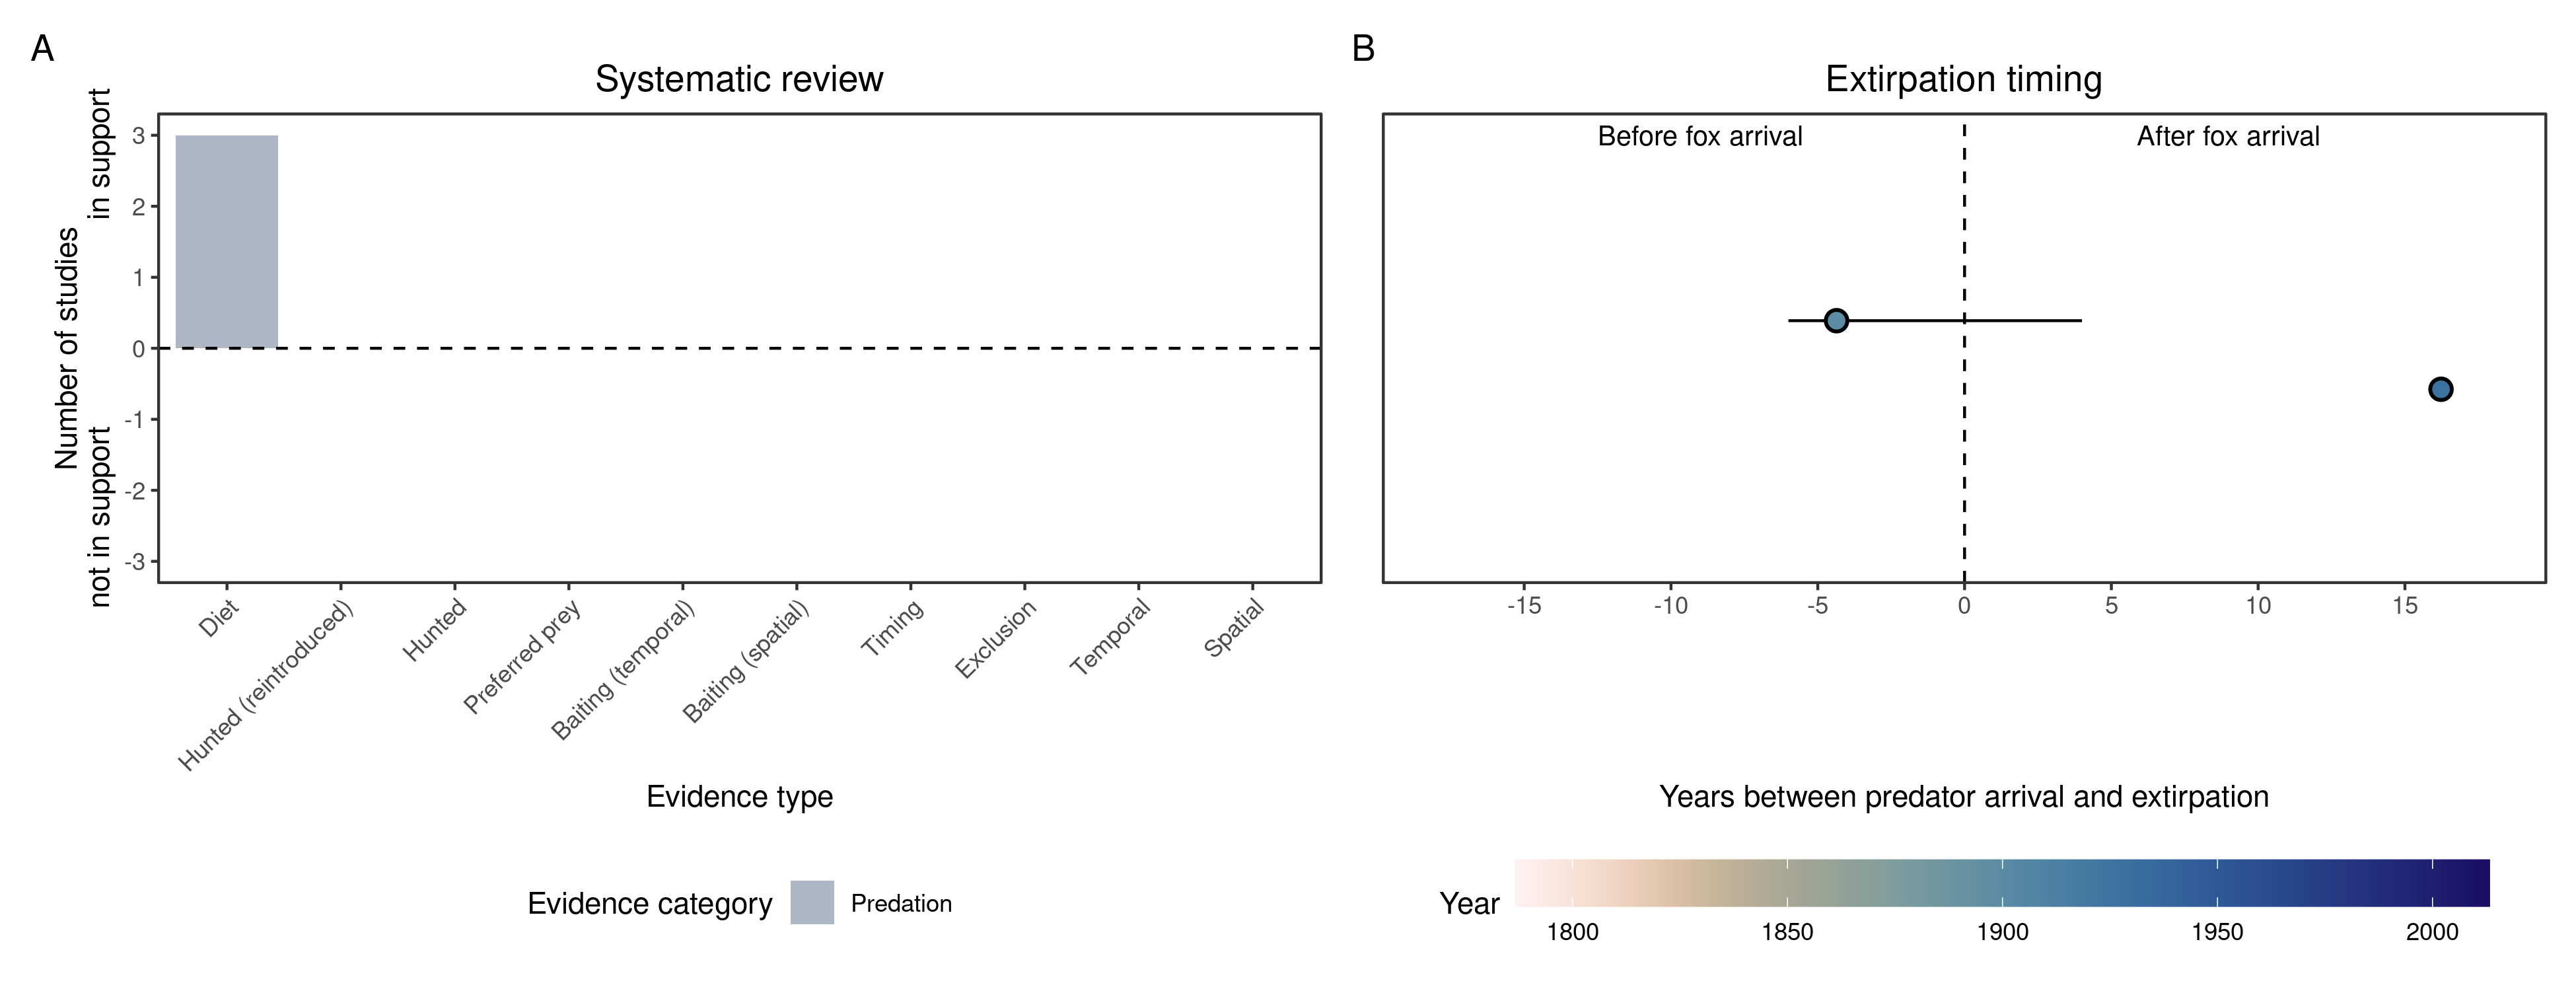 A
Systematic review
Number of studies
not in support
in support
3
2
1
0
-1
-2
-3
Diet
Hunted (reintroduced)
Hunted
Preferred prey
Baiting (temporal)
Baiting (spatial)
Timing
Exclusion
Temporal
Spatial
Evidence type
Evidence category
Predation
B
Extirpation timing
Before fox arrival
After fox arrival
-15
-10
-5
0
5
10
15
Years between predator arrival and extirpation
Year
1800
1850
1900
1950
2000